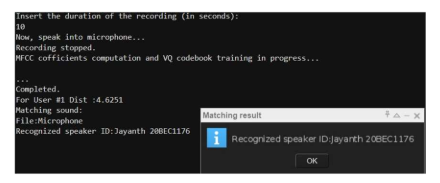 Insert the duration of the recording (in seconds):
10
Now, speak into microphone...
Recording stopped.
MFCC cofficients computation and VQ codebook training in progress...
...
Completed.
For User #1 Dist :4.6251
Matching sound:
File:Microphone
Recognized speaker ID:Jayanth 20BEC1176
Matching result
Recognized speaker ID:Jayanth 20BEC1176
OK